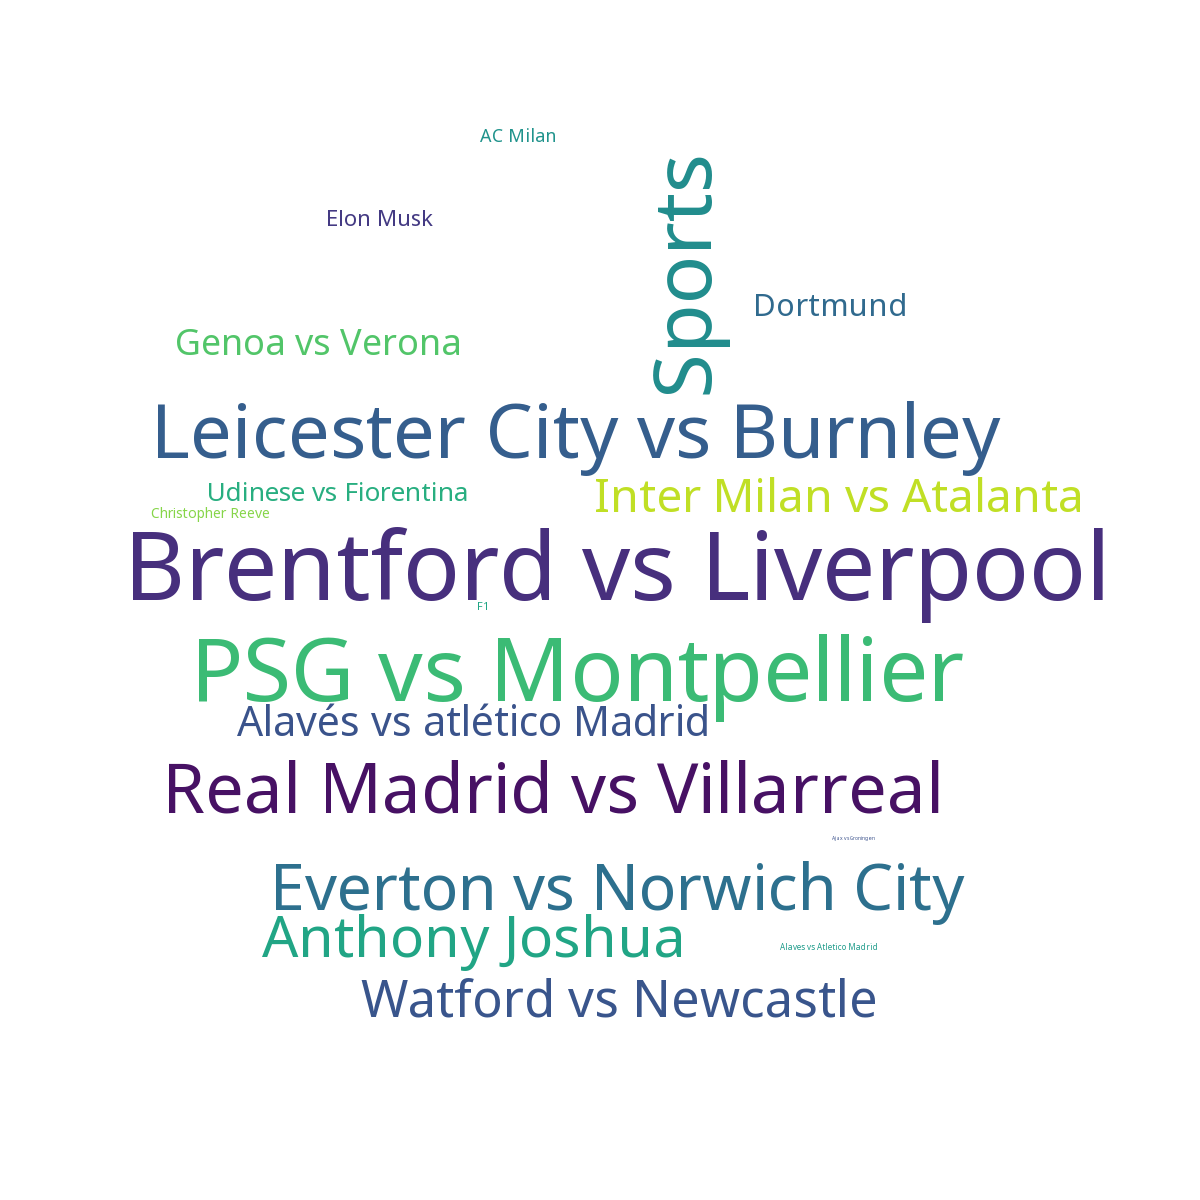 AC Milan
Sports
Elon Musk
Dortmund
Genoa vs Verona
Leicester City vs Burnley
Udinese vs Fiorentina
Inter Milan vs Atalanta
Christopher Reeve
Brentford vs Liverpool
F1
PSG vs Montpellier
Alavés vs atlético Madrid
Real Madrid vs Villarreal
Ajax vs Groningen
Everton vs Norwich City
Anthony Joshua
Alaves vs Atletico Madrid
Watford vs Newcastle